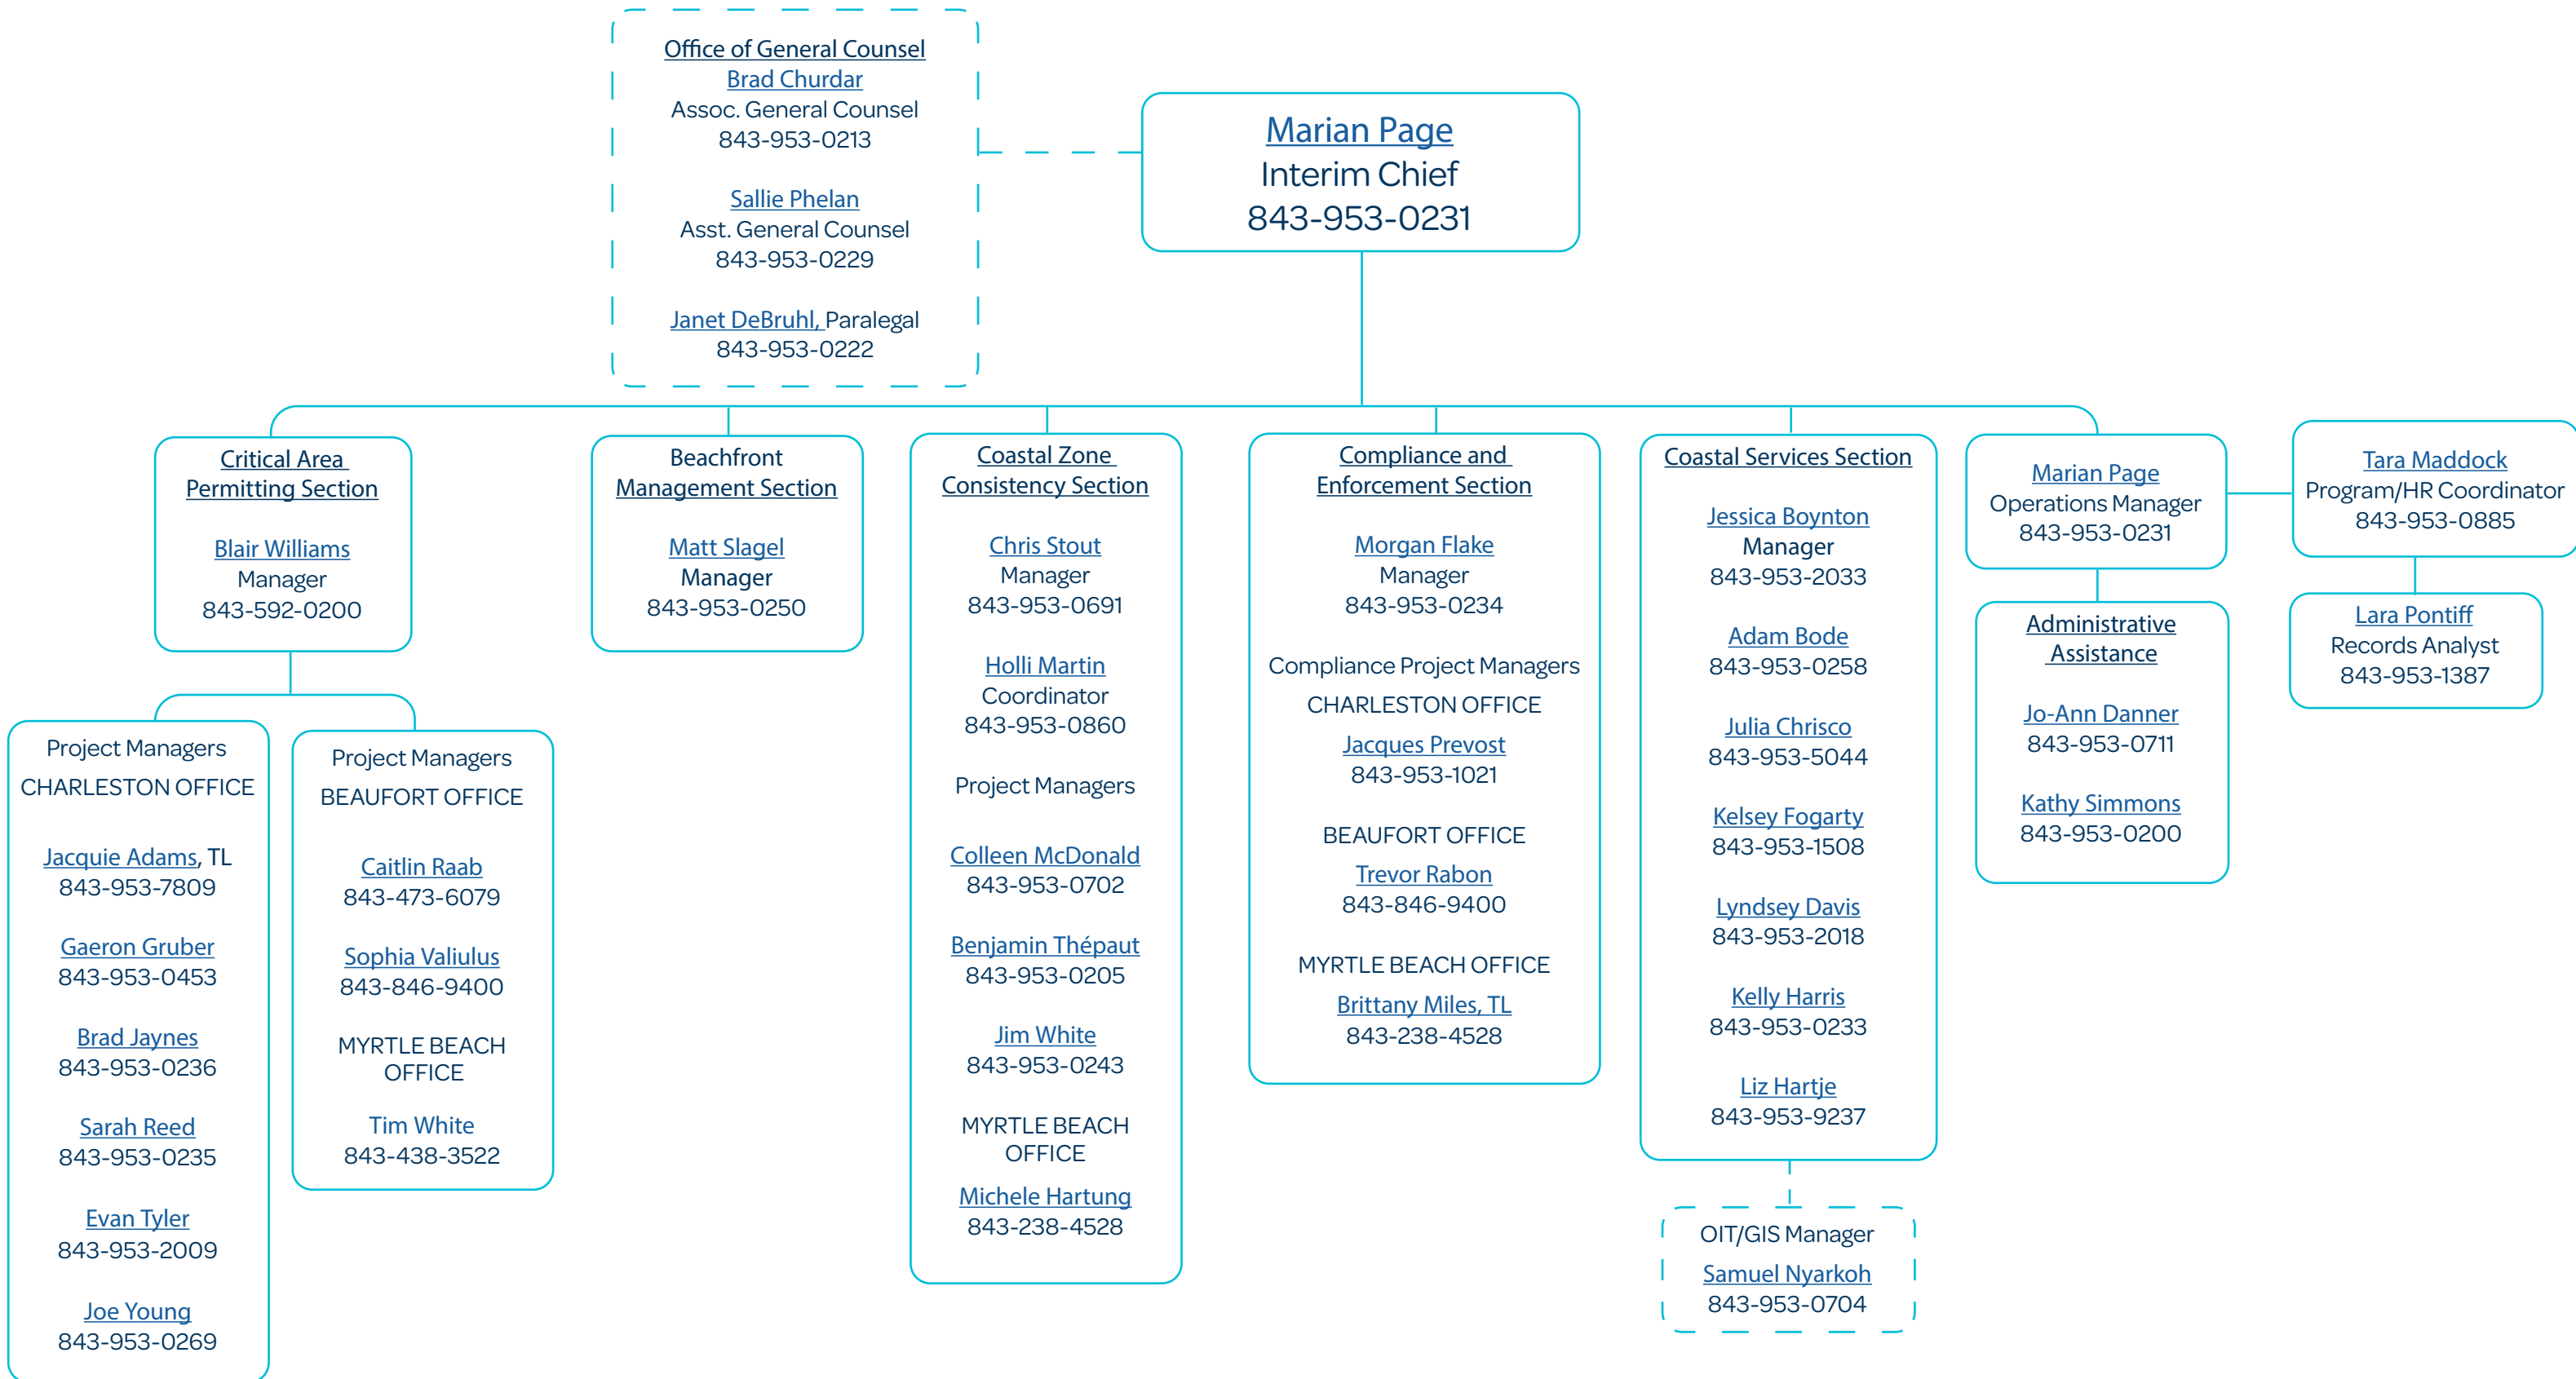 Office of General Counsel
Brad Churdar
Assoc. General Counsel
843-953-0213
Sallie Phelan
Asst. General Counsel
843-953-0229
Janet DeBruhl, Paralegal
843-953-0222
Marian Page
Interim Chief
843-953-0231
Critical Area
Permitting Section
Blair Williams
Manager
843-592-0200
Project Managers
CHARLESTON OFFICE
Jacquie Adams, TL
843-953-7809
Gaeron Gruber
843-953-0453
Brad Jaynes
843-953-0236
Sarah Reed
843-953-0235
Evan Tyler
843-953-2009
Joe Young
843-953-0269
Project Managers
BEAUFORT OFFICE
Caitlin Raab
843-473-6079
Sophia Valiulus
843-846-9400
MYRTLE BEACH
OFFICE
Tim White
843-438-3522
Beachfront
Management Section
Matt Slagel
Manager
843-953-0250
Coastal Zone
Consistency Section
Chris Stout
Manager
843-953-0691
Holli Martin
Coordinator
843-953-0860
Project Managers
Colleen McDonald
843-953-0702
Benjamin Thépaut
843-953-0205
Jim White
843-953-0243
MYRTLE BEACH
OFFICE
Michele Hartung
843-238-4528
Compliance and
Enforcement Section
Morgan Flake
Manager
843-953-0234
Compliance Project Managers
CHARLESTON OFFICE
Jacques Prevost
843-953-1021
BEAUFORT OFFICE
Trevor Rabon
843-846-9400
MYRTLE BEACH OFFICE
Brittany Miles, TL
843-238-4528
Coastal Services Section
Jessica Boynton
Manager
843-953-2033
Adam Bode
843-953-0258
Julia Chrisco
843-953-5044
Kelsey Fogarty
843-953-1508
Lyndsey Davis
843-953-2018
Kelly Harris
843-953-0233
Liz Hartje
843-953-9237
OIT/GIS Manager
Samuel Nyarkoh
843-953-0704
Marian Page
Operations Manager
843-953-0231
Administrative
Assistance
Jo-Ann Danner
843-953-0711
Kathy Simmons
843-953-0200
Tara Maddock
Program/HR Coordinator
843-953-0885
Lara Pontiff
Records Analyst
843-953-1387